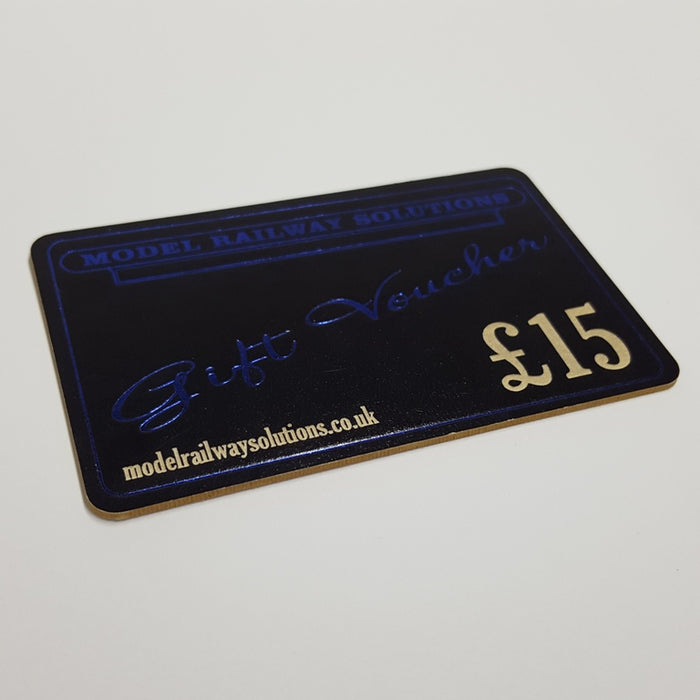 MODEL RAILWAY SOLUTIONS
Gift Voucher
£15
modelrailwaysolutions.co.uk